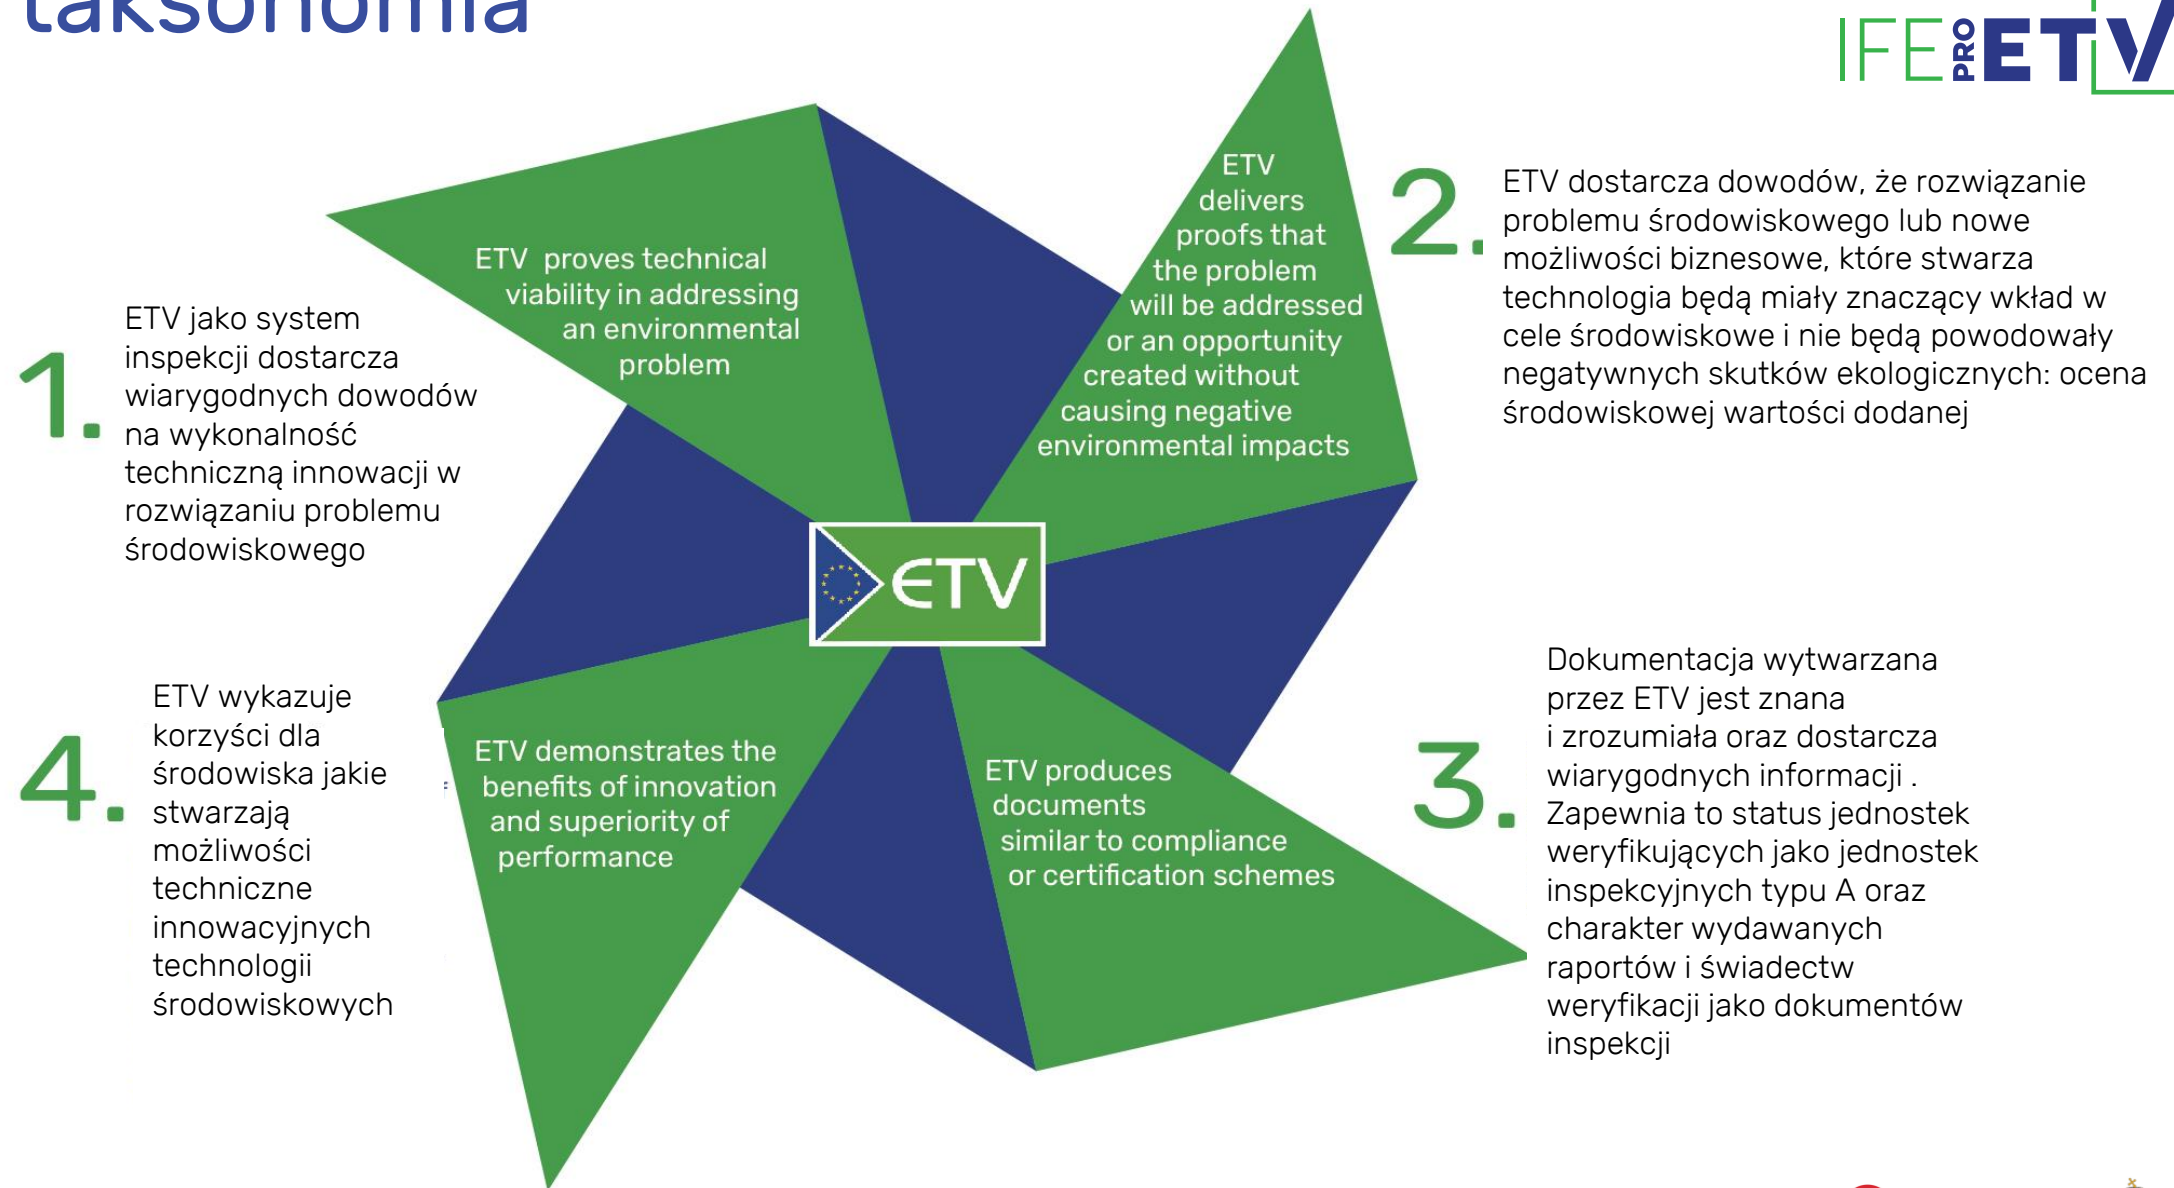 taksonomia
IFE PRO ETV
1.
ETV jako system
inspekcji dostarcza
wiarygodnych dowodów
na wykonalność
techniczną innowacji w
rozwiązaniu problemu
środowiskowego
ETV proves technical
viability in addressing
an environmental
problem
ETV
delivers
proofs that
the problem
will be addressed
or an opportunity
created without
causing negative
environmental impacts
2.
ETV dostarcza dowodów, że rozwiązanie
problemu środowiskowego lub nowe
możliwości biznesowe, które stwarza
technologia będą miały znaczący wkład w
cele środowiskowe i nie będą powodowały
negatywnych skutków ekologicznych: ocena
środowiskowej wartości dodanej
ETV
4.
ETV wykazuje
korzyści dla
środowiska jakie
stwarzają
możliwości
techniczne
innowacyjnych
technologii
środowiskowych
ETV demonstrates the
benefits of innovation
and superiority of
performance
ETV produces
documents
similar to compliance
or certification schemes
3.
Dokumentacja wytwarzana
przez ETV jest znana
i zrozumiała oraz dostarcza
wiarygodnych informacji .
Zapewnia to status jednostek
weryfikujących jako jednostek
inspekcyjnych typu A oraz
charakter wydawanych
raportów i świadectw
weryfikacji jako dokumentów
inspekcji